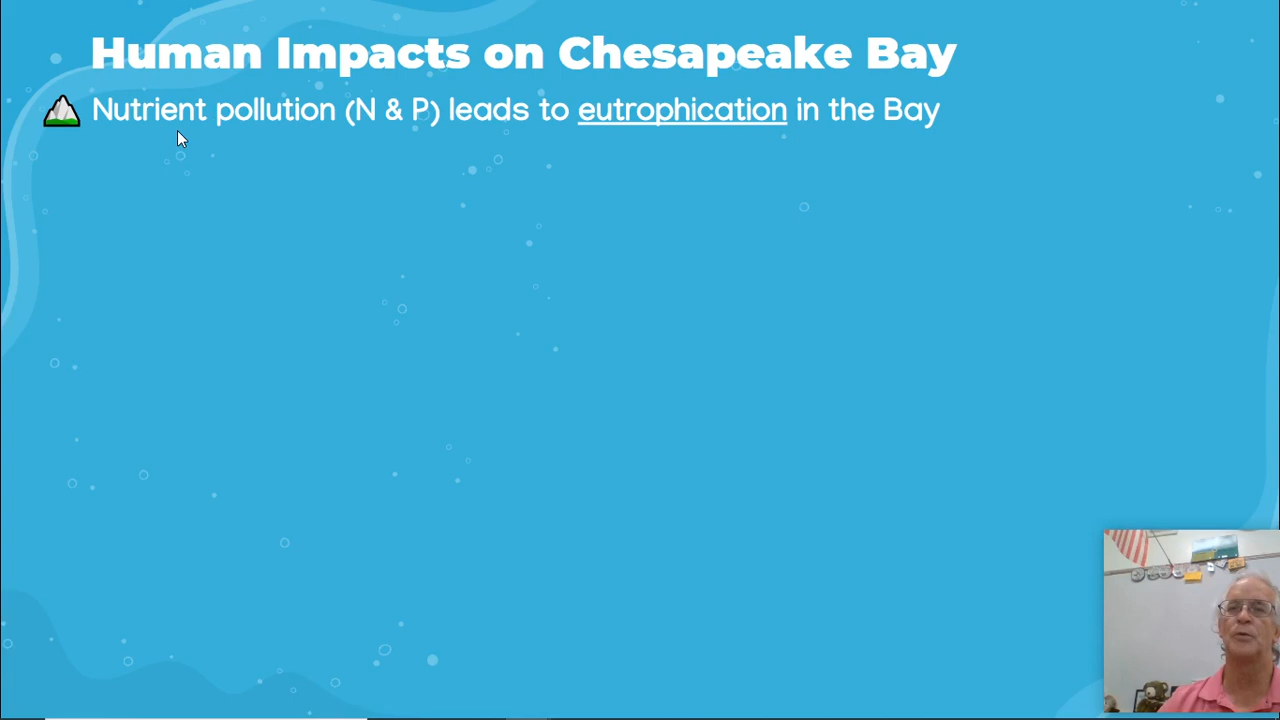 Human Impacts on Chesapeake Bay
Nutrient pollution (N & P) leads to eutrophication in the Bay